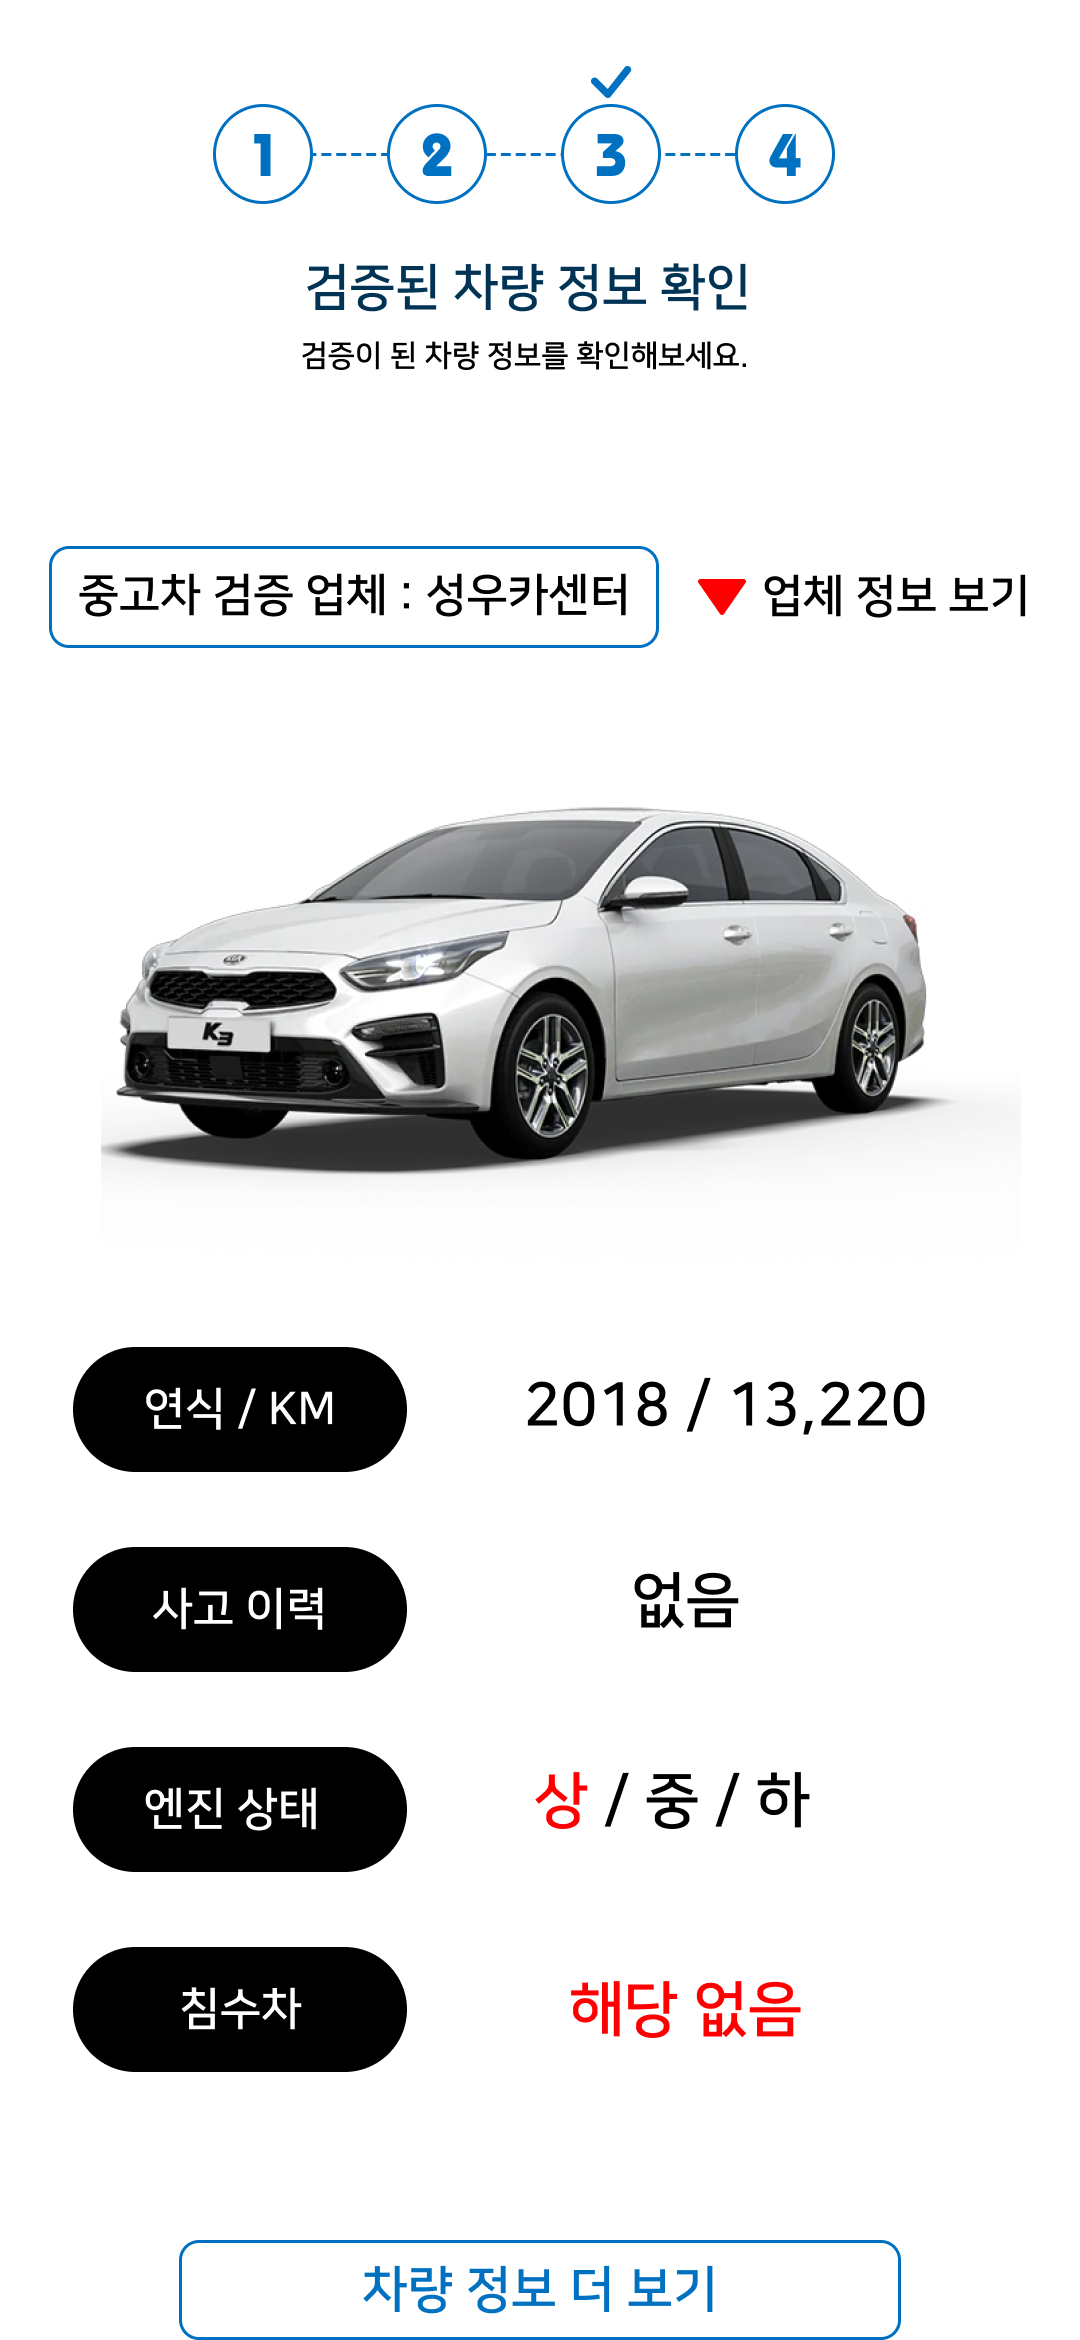 1 2 3 4
검증된 차량 정보 확인
검증이 된 차량 정보를 확인해보세요.
중고차 검증 업체 : 성우카센터
업체 정보 보기
KIA
K3
연식 / KM
2018 / 13,220
사고 이력
없음
엔진 상태
상 / 중 / 하
침수차
해당 없음
차량 정보 더 보기